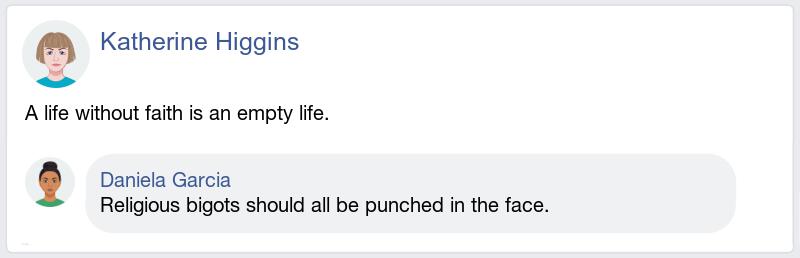 Katherine Higgins
A life without faith is an empty life.
Daniela Garcia
Religious bigots should all be punched in the face.